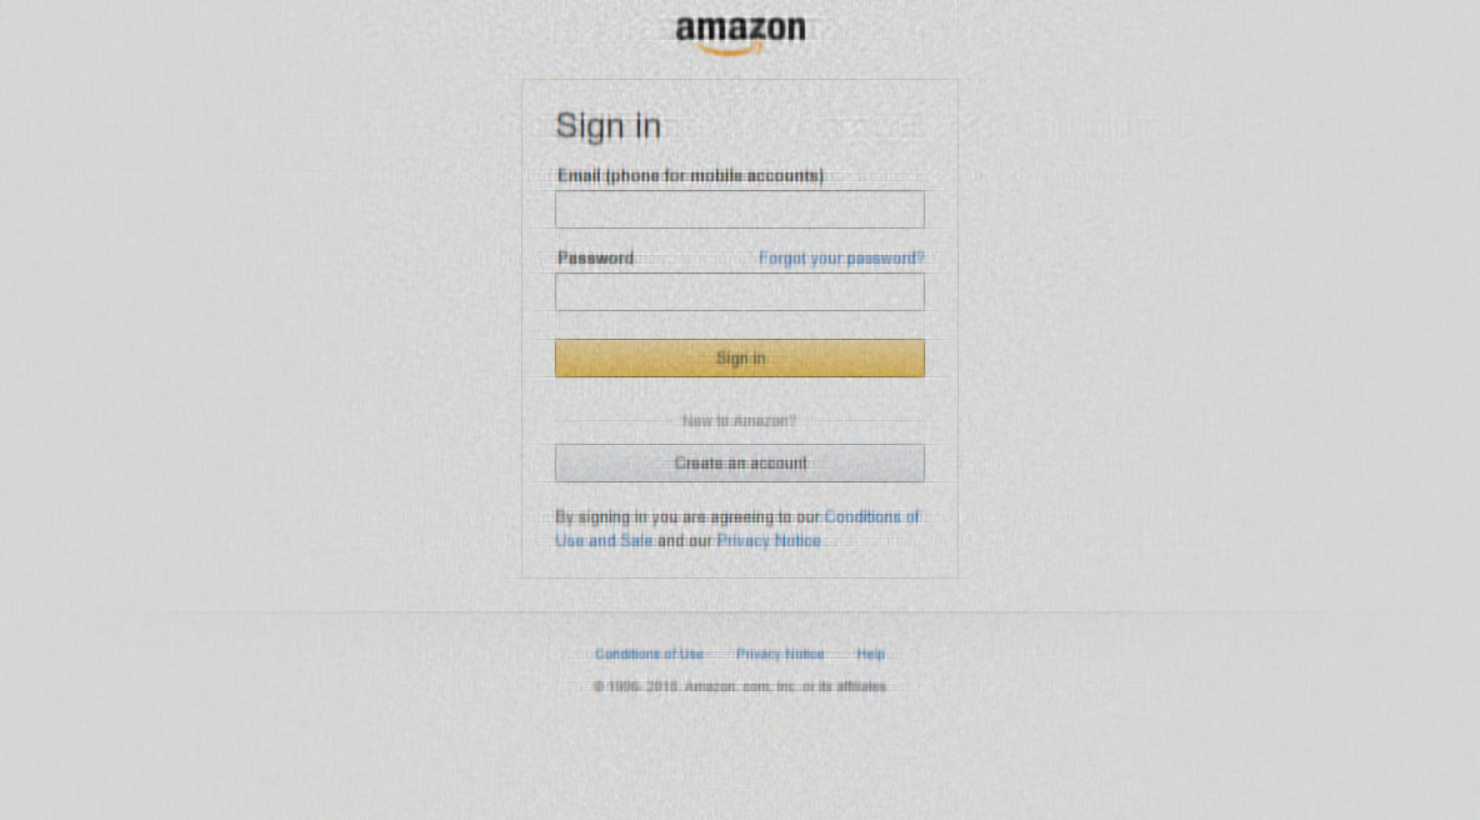 amazon
Sign in
Email (phone for mobile accounts)
Password Forgot your password?
Sign in
New to Amazon?
Create an account
By signing in you are agreeing to our Conditions of
Use and Sale and our Privacy Notice
Conditions of Use Privacy Notice Help
© 1996, 2016, Amazon. com, Inc. or its affiliates